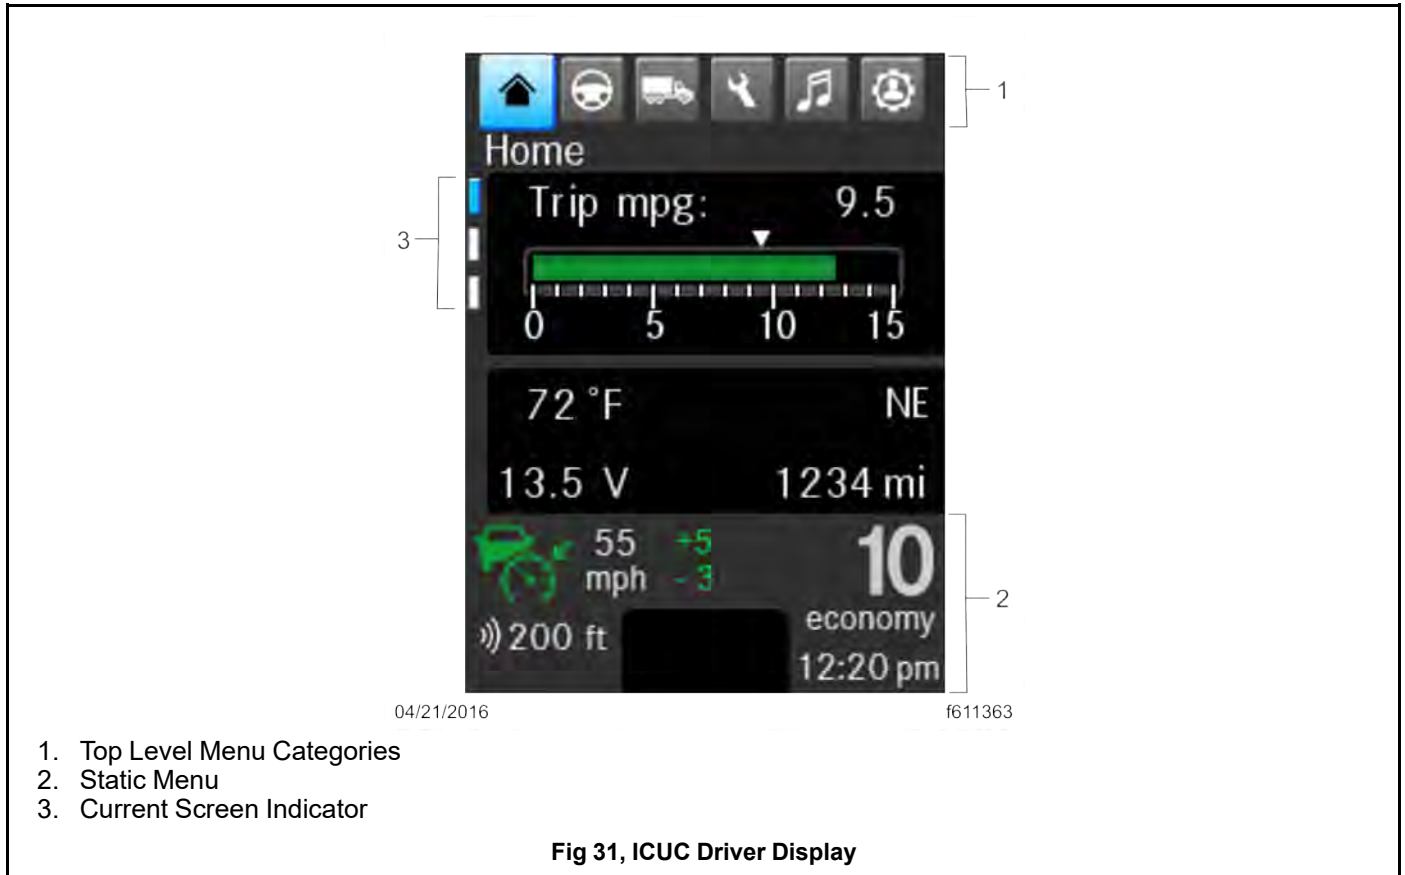 1
Home
3
Trip mpg: 9.5
0 5 10 15
72 °F NE
13.5 V 1234 mi
55 +5 10
mph - 3
2
economy
200 ft
12:20 pm
04/21/2016 f611363
1. Top Level Menu Categories
2. Static Menu
3. Current Screen Indicator
Fig 31, ICUC Driver Display